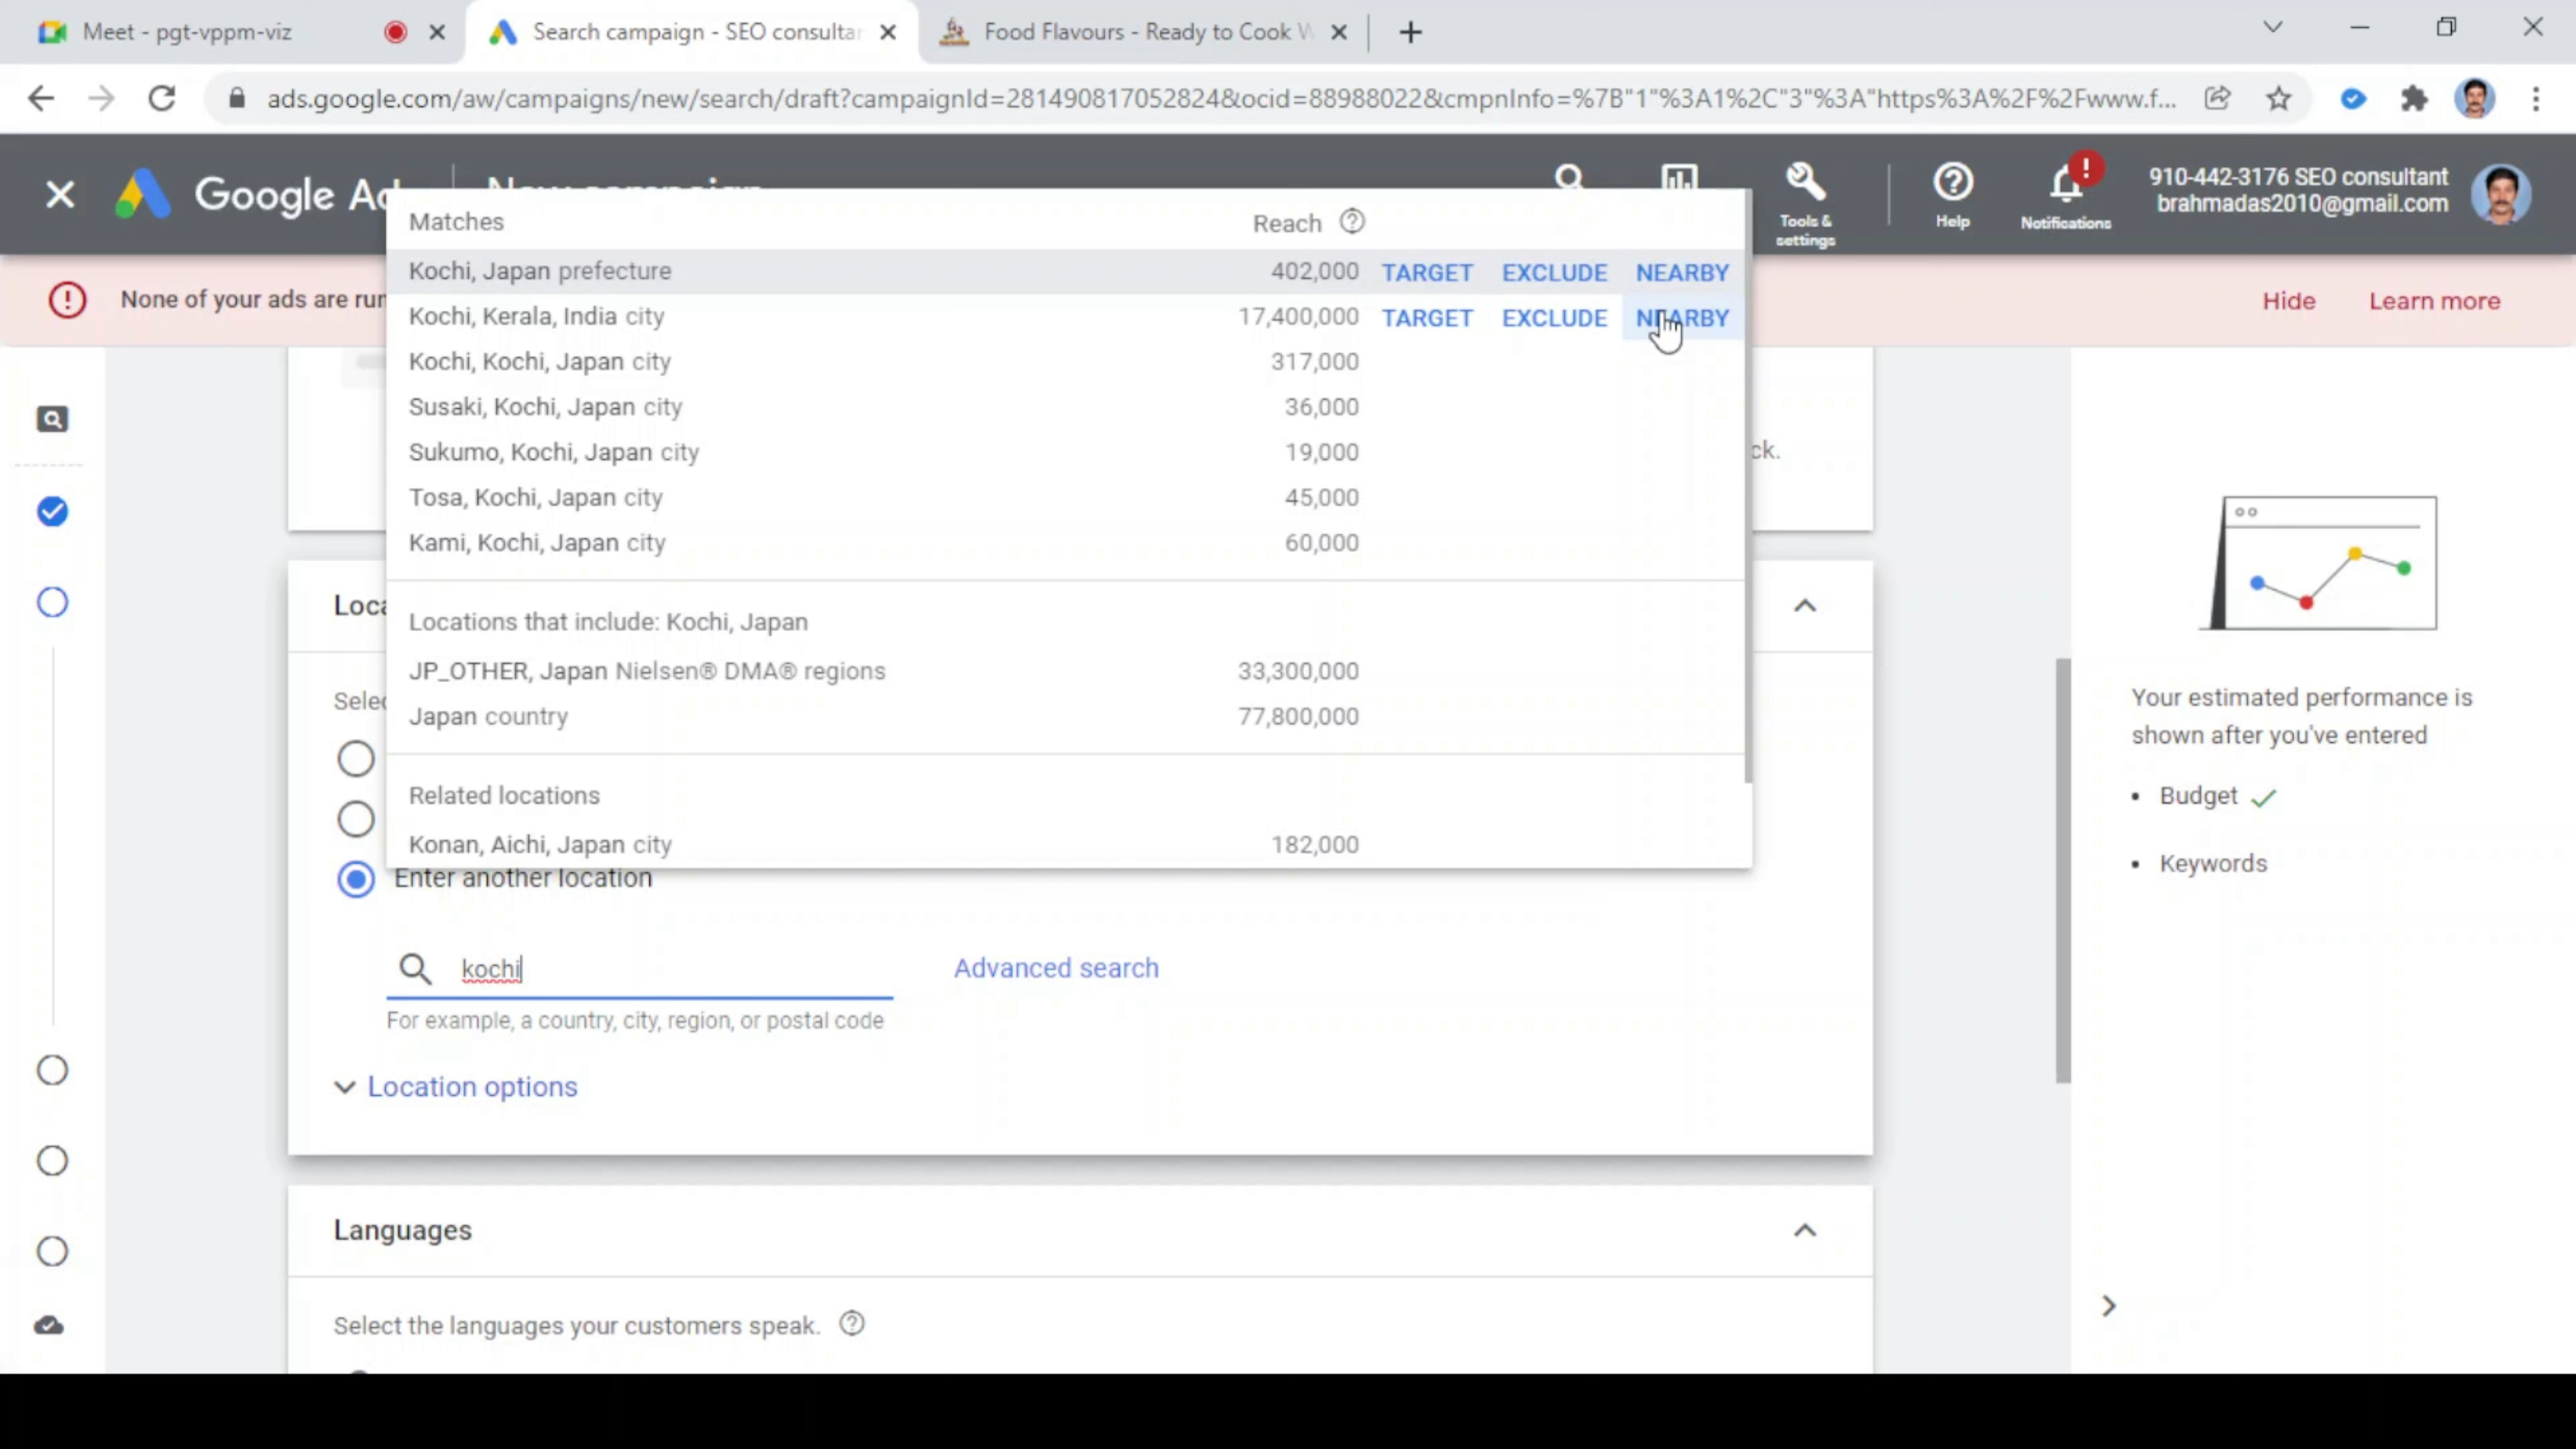 Meet - pgt-vppm-viz
Search campaign - SEO consultan
Food Flavours - Ready to Cook W
ads.google.com/aw/campaigns/new/search/draft?campaignId=281490817052824&ocid=88988022&cmpnInfo=%7B"1"%3A1%2C"3"%3A"https%3A%2F%2Fwww.f...
Google Ad
New campaign
Tools & settings
Help
Notifications
910-442-3176 SEO consultant
brahmadas2010@gmail.com
None of your ads are run
Hide
Learn more
Matches
Reach
Kochi, Japan prefecture 402,000 TARGET EXCLUDE NEARBY
Kochi, Kerala, India city 17,400,000 TARGET EXCLUDE NEARBY
Kochi, Kochi, Japan city 317,000
Susaki, Kochi, Japan city 36,000
Sukumo, Kochi, Japan city 19,000
Tosa, Kochi, Japan city 45,000
Kami, Kochi, Japan city 60,000
Locations that include: Kochi, Japan
JP_OTHER, Japan Nielsen® DMA® regions 33,300,000
Japan country 77,800,000
Related locations
Konan, Aichi, Japan city 182,000
ck.
Loca
Selec
Enter another location
kochi
Advanced search
For example, a country, city, region, or postal code
Location options
Languages
Select the languages your customers speak.
Your estimated performance is
shown after you've entered
• Budget
• Keywords